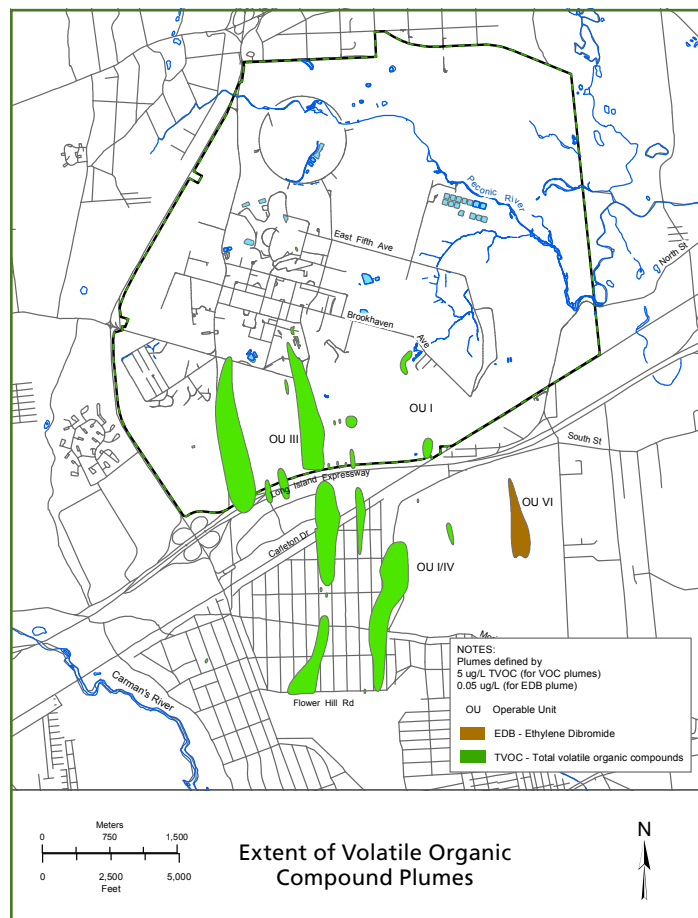 Peconic River
North St
East Fifth Ave
Brookhaven Ave
OU I
OU III
South St
Long Island Expressway
OU VI
Carleton Dr
OU I/IV
Carman's River
Flower Hill Rd
NOTES:
Plumes defined by
5 ug/L TVOC (for VOC plumes)
0.05 ug/L (for EDB plume)
OU Operable Unit
EDB - Ethylene Dibromide
TVOC - Total volatile organic compounds
Meters
0 750 1,500
0 2,500 5,000
Feet
Extent of Volatile Organic
Compound Plumes
N